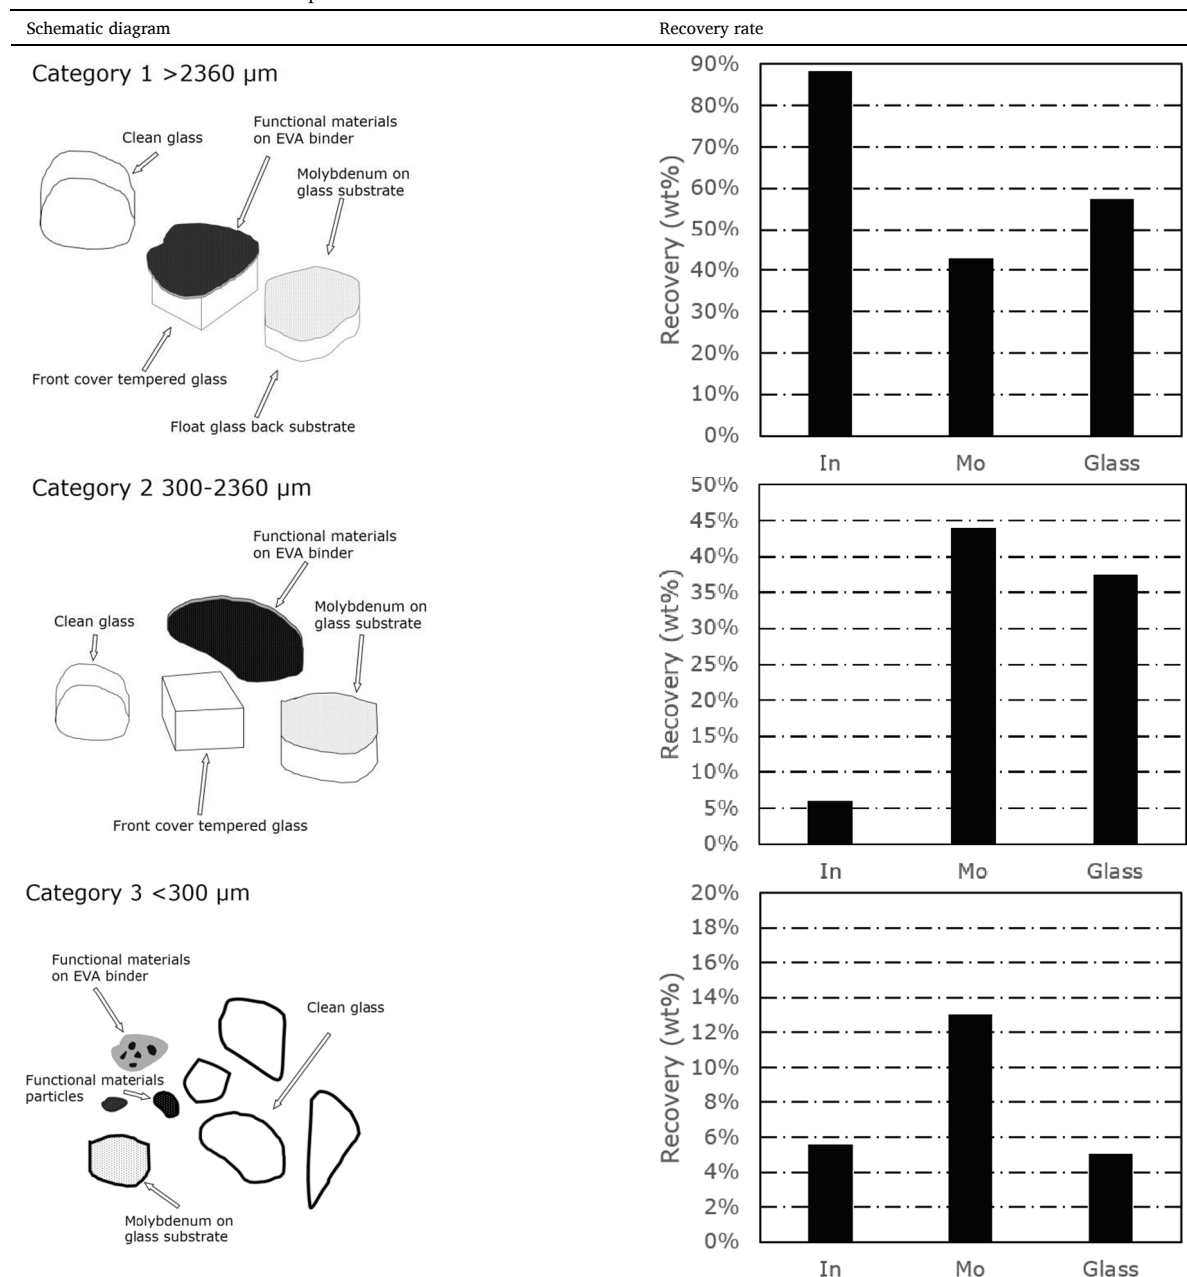 Schematic diagram
Recovery rate
Category 1 >2360 µm
Clean glass
Functional materials
on EVA binder
Molybdenum on
glass substrate
Front cover tempered glass
Float glass back substrate
Recovery (wt%)
90%
80%
70%
60%
50%
40%
30%
20%
10%
0%
In
Mo
Glass
Category 2 300-2360 µm
Functional materials
on EVA binder
Molybdenum on
glass substrate
Clean glass
Front cover tempered glass
Recovery (wt%)
50%
45%
40%
35%
30%
25%
20%
15%
10%
5%
0%
In
Mo
Glass
Category 3 <300 µm
Functional materials
on EVA binder
Clean glass
Functional materials
particles
Molybdenum on
glass substrate
Recovery (wt%)
20%
18%
16%
14%
12%
10%
8%
6%
4%
2%
0%
In
Mo
Glass